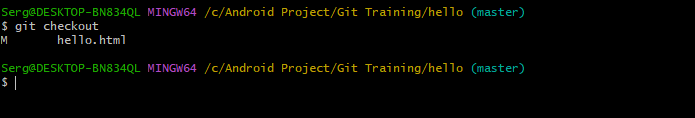 Serg@DESKTOP-BN834QL MINGW64 /c/Android Project/Git Training/hello (master)
$ git checkout
M       hello.html
Serg@DESKTOP-BN834QL MINGW64 /c/Android Project/Git Training/hello (master)
$